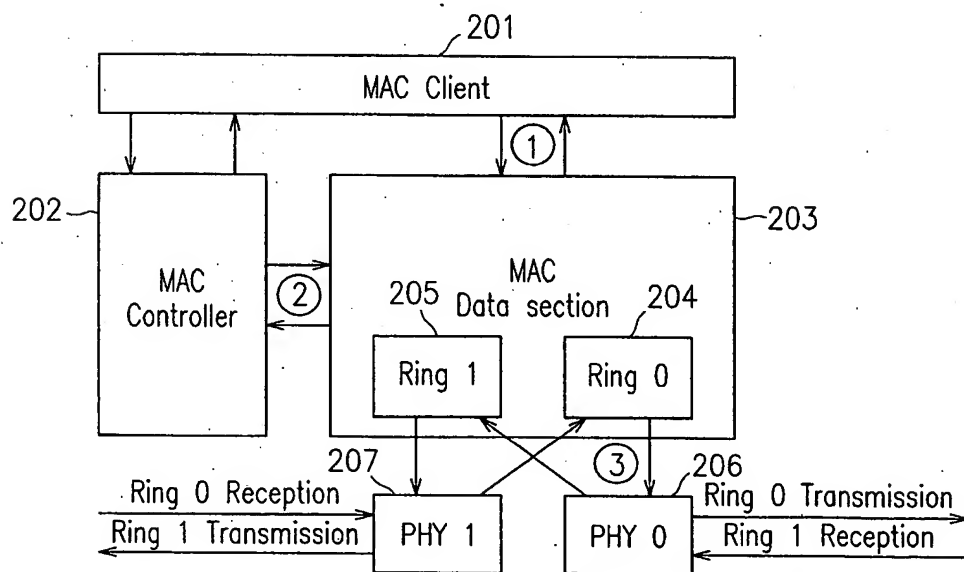 201
MAC Client
1
202
203
MAC
Controller
2
MAC
Data section
205
204
Ring 1
Ring 0
3
207
206
Ring 0 Reception
Ring 1 Transmission
PHY 1
PHY 0
Ring 0 Transmission
Ring 1 Reception